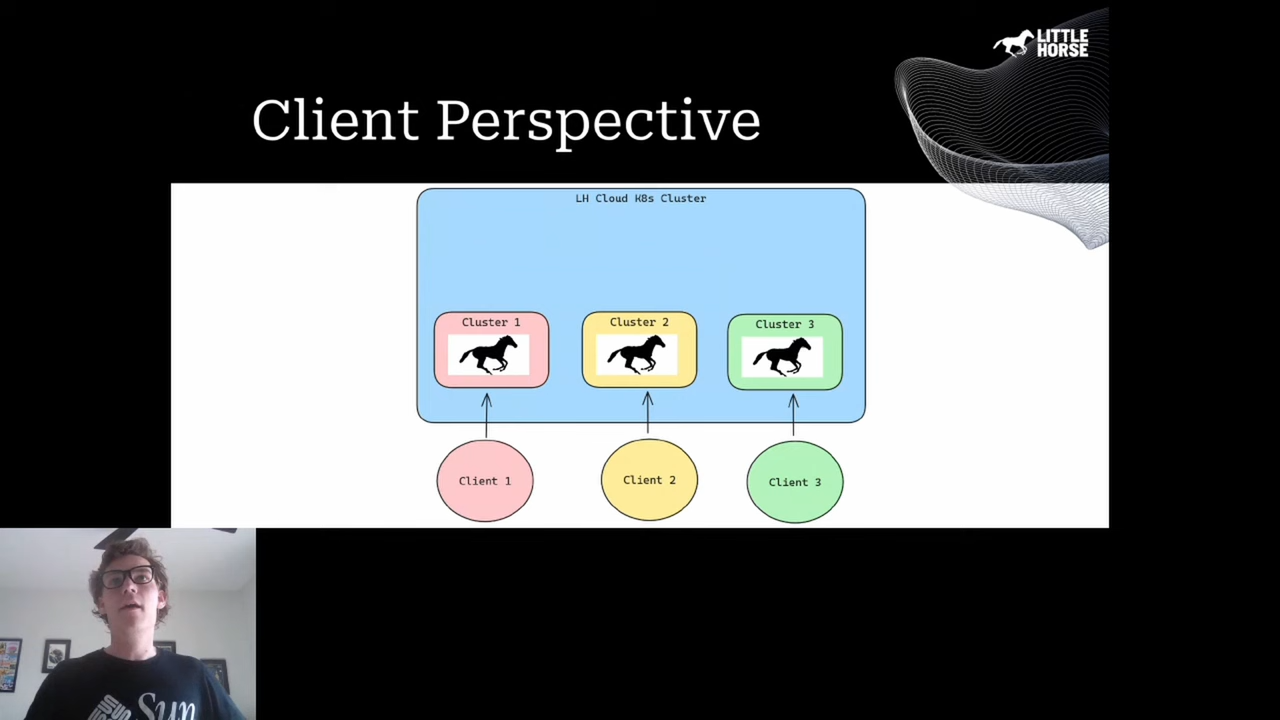 LITTLE
HORSE
Client Perspective
LH Cloud K8s Cluster
Cluster 1
Cluster 2
Cluster 3
Client 1
Client 2
Client 3
Sun